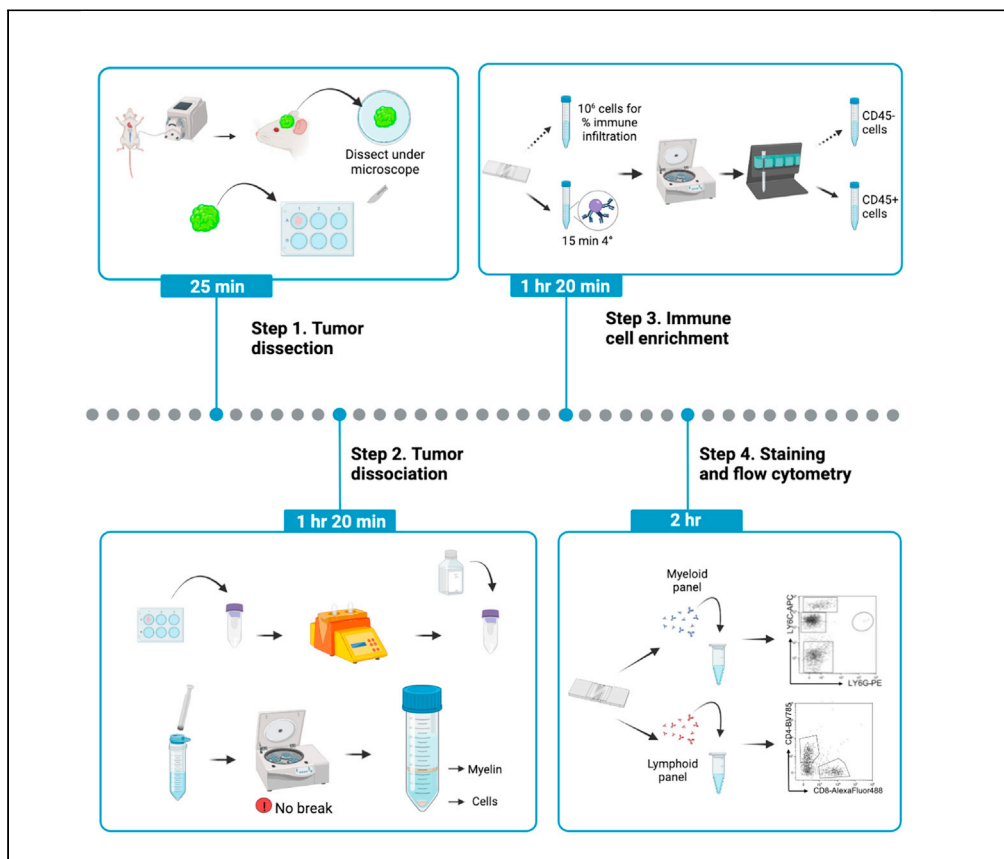 Dissect under
microscope
25 min
Step 1. Tumor
dissection
10⁶ cells for
% immune
infiltration
15 min 4°
CD45-
cells
CD45+
cells
1 hr 20 min
Step 3. Immune
cell enrichment
Step 2. Tumor
dissociation
1 hr 20 min
! No break
Myelin
Cells
Step 4. Staining
and flow cytometry
2 hr
Myeloid
panel
LY6C-APC
LY6G-PE
Lymphoid
panel
CD4-BV785
CD8-AlexaFluor488